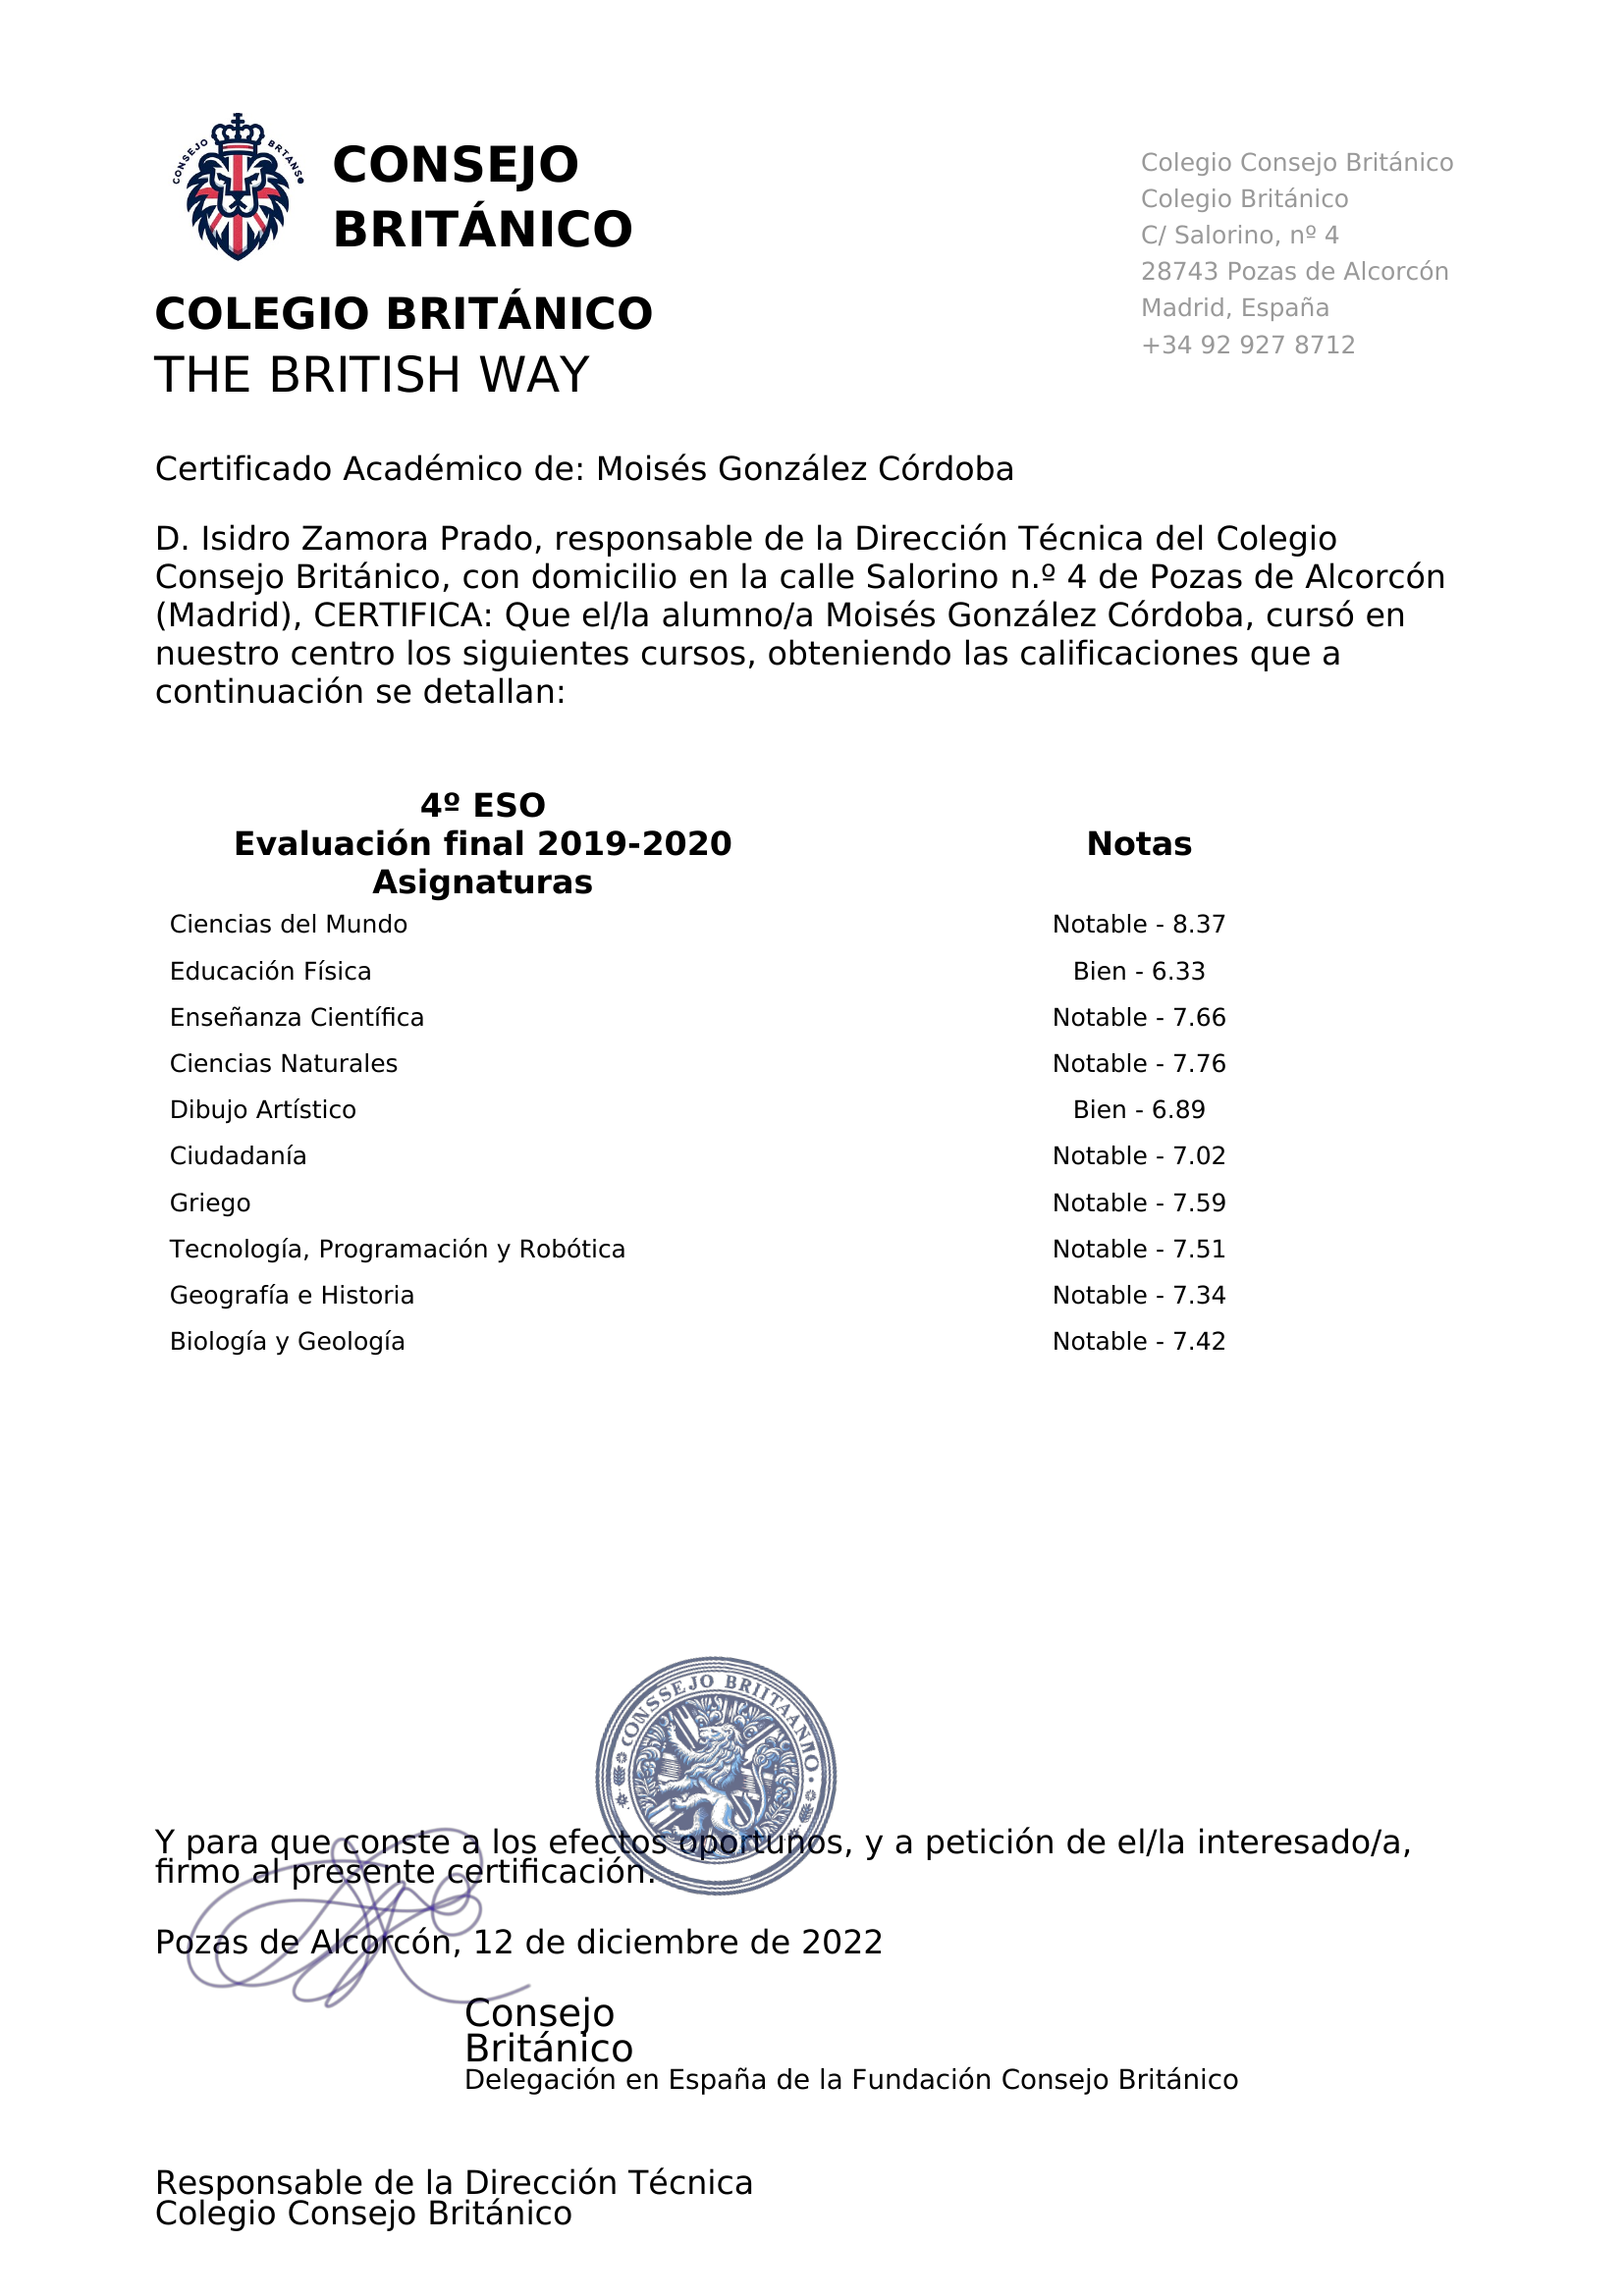 CONSEJO BRTANS
CONSEJO
BRITÁNICO
COLEGIO BRITÁNICO
THE BRITISH WAY
Colegio Consejo Británico
Colegio Británico
C/ Salorino, nº 4
28743 Pozas de Alcorcón
Madrid, España
+34 92 927 8712
Certificado Académico de: Moisés González Córdoba
D. Isidro Zamora Prado, responsable de la Dirección Técnica del Colegio
Consejo Británico, con domicilio en la calle Salorino n.º 4 de Pozas de Alcorcón
(Madrid), CERTIFICA: Que el/la alumno/a Moisés González Córdoba, cursó en
nuestro centro los siguientes cursos, obteniendo las calificaciones que a
continuación se detallan:
4º ESO
Evaluación final 2019-2020 Notas
Asignaturas
Ciencias del Mundo Notable - 8.37
Educación Física Bien - 6.33
Enseñanza Científica Notable - 7.66
Ciencias Naturales Notable - 7.76
Dibujo Artístico Bien - 6.89
Ciudadanía Notable - 7.02
Griego Notable - 7.59
Tecnología, Programación y Robótica Notable - 7.51
Geografía e Historia Notable - 7.34
Biología y Geología Notable - 7.42
CONSSEJO BRIITAANIO
Y para que conste a los efectos oportunos, y a petición de el/la interesado/a,
firmo al presente certificación.
Pozas de Alcorcón, 12 de diciembre de 2022
Consejo
Británico
Delegación en España de la Fundación Consejo Británico
Responsable de la Dirección Técnica
Colegio Consejo Británico